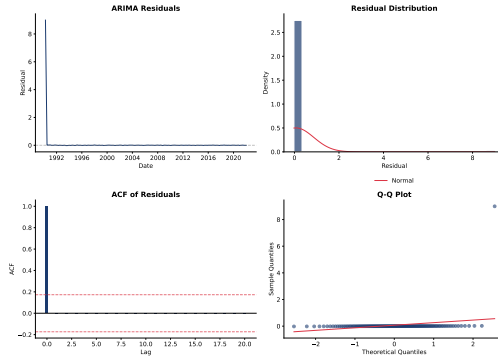 ARIMA Residuals
Residual
8
6
4
2
0
1992 1996 2000 2004 2008 2012 2016 2020
Date
Residual Distribution
Density
2.5
2.0
1.5
1.0
0.5
0.0
0 2 4 6 8
Residual
Normal
ACF of Residuals
ACF
1.0
0.8
0.6
0.4
0.2
0.0
−0.2
0.0 2.5 5.0 7.5 10.0 12.5 15.0 17.5 20.0
Lag
Q-Q Plot
Sample Quantiles
8
6
4
2
0
−2 −1 0 1 2
Theoretical Quantiles